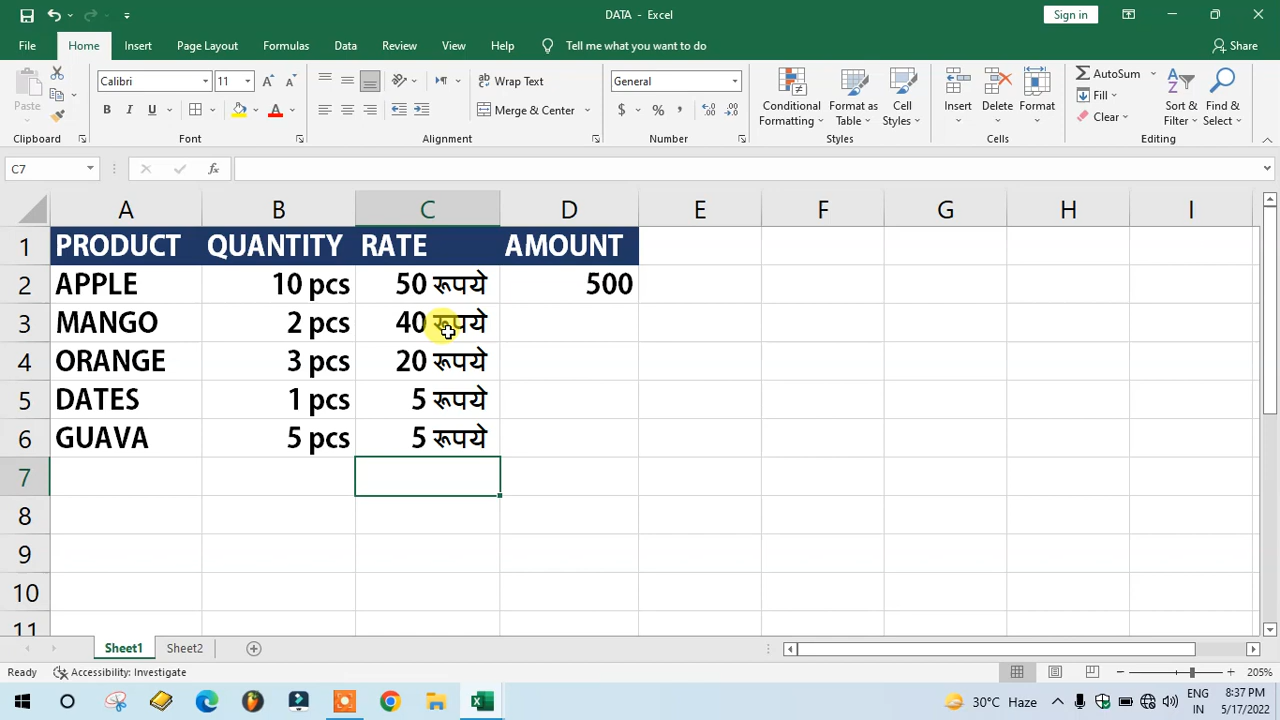 DATA - Excel
Sign in
File Home Insert Page Layout Formulas Data Review View Help Tell me what you want to do Share
Paste
Calibri 11
B I U
Wrap Text
Merge & Center
General
$ % ,
Conditional Formatting
Format as Table
Cell Styles
Insert Delete Format
AutoSum
Fill
Clear
Sort & Filter
Find & Select
Clipboard Font Alignment Number Styles Cells Editing
C7 fx
A B C D E F G H I
1 PRODUCT QUANTITY RATE AMOUNT
2 APPLE 10 pcs 50 रूपये 500
3 MANGO 2 pcs 40 रूपये
4 ORANGE 3 pcs 20 रूपये
5 DATES 1 pcs 5 रूपये
6 GUAVA 5 pcs 5 रूपये
7
8
9
10
11
Sheet1 Sheet2
Ready Accessibility: Investigate 205%
30°C Haze ENG IN 8:37 PM 5/17/2022